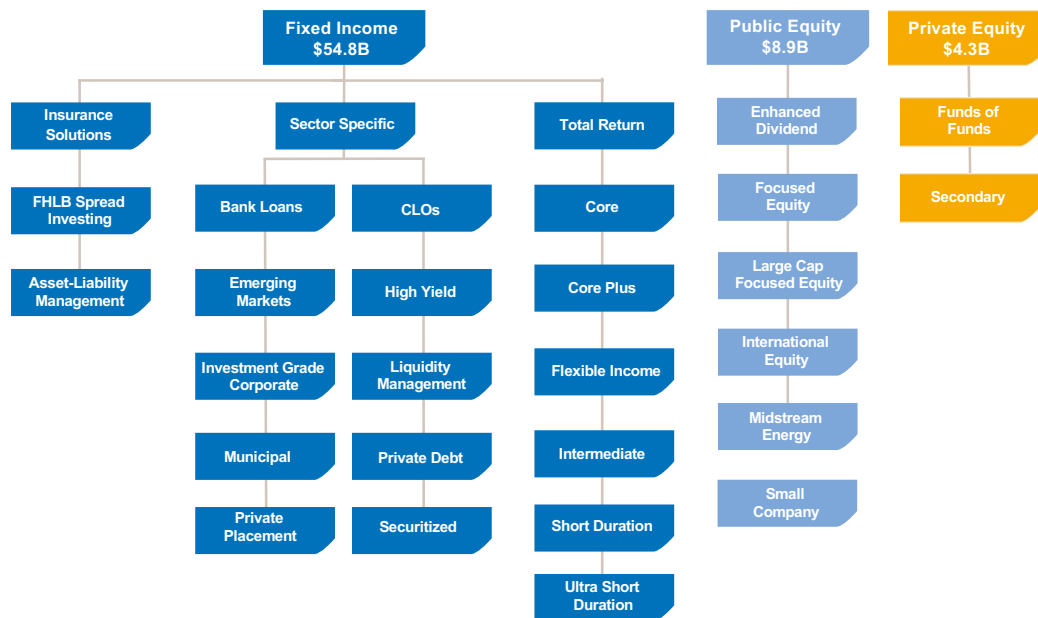 Fixed Income
$54.8B
Insurance
Solutions
FHLB Spread
Investing
Asset-Liability
Management
Sector Specific
Bank Loans
Emerging
Markets
Investment Grade
Corporate
Municipal
Private
Placement
CLOs
High Yield
Liquidity
Management
Private Debt
Securitized
Total Return
Core
Core Plus
Flexible Income
Intermediate
Short Duration
Ultra Short
Duration
Public Equity
$8.9B
Enhanced
Dividend
Focused
Equity
Large Cap
Focused Equity
International
Equity
Midstream
Energy
Small
Company
Private Equity
$4.3B
Funds of
Funds
Secondary